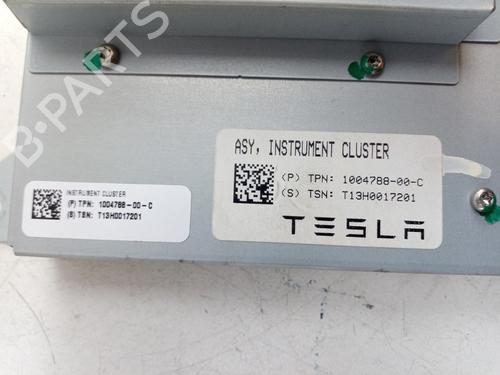 B-PARTS
ASY, INSTRUMENT CLUSTER
(P) TPN: 1004788-00-C
(S) TSN: T13H0017201
TESLA
INSTRUMENT CLUSTER
(P) TPN: 1004788-00-C
(S) TSN: T13H0017201